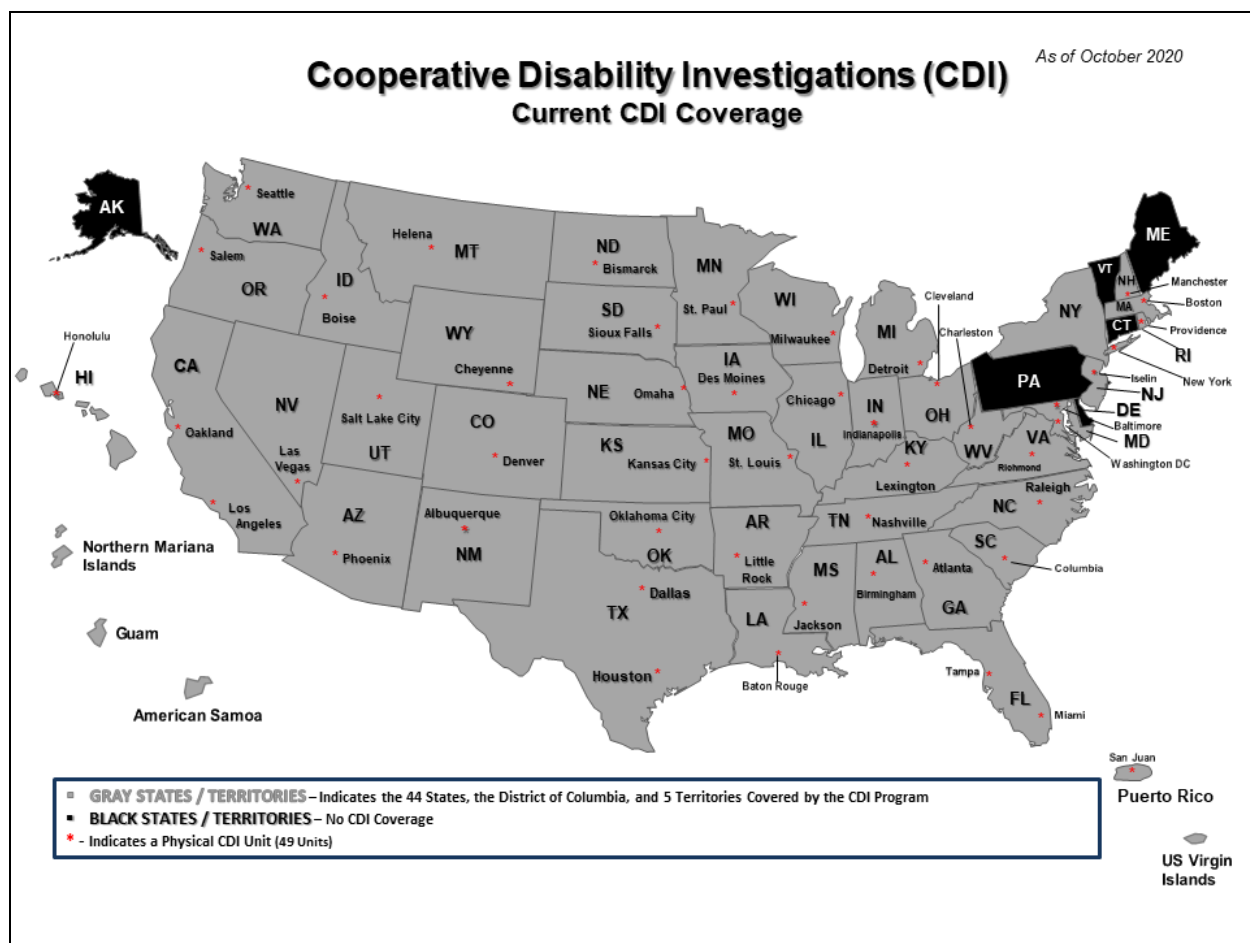 As of October 2020
Cooperative Disability Investigations (CDI)
Current CDI Coverage
AK
Seattle
WA
Salem
OR
Helena
MT
ID
Boise
ND
Bismarck
MN
St. Paul
SD
Sioux Falls
WI
Milwaukee
MI
Detroit
Cleveland
Charleston
NY
VT
NH
ME
Manchester
MA
Boston
CT
Providence
RI
New York
Iselin
NJ
PA
DE
Baltimore
MD
Washington DC
Honolulu
HI
CA
Oakland
Los
Angeles
NV
Las
Vegas
Salt Lake City
UT
WY
Cheyenne
CO
Denver
NE
Omaha
IA
Des Moines
KS
Kansas City
MO
St. Louis
Chicago
IL
IN
Indianapolis
OH
KY
Lexington
WV
VA
Richmond
AZ
Phoenix
Albuquerque
NM
Oklahoma City
OK
AR
Little
Rock
TN
Nashville
NC
Raleigh
SC
Columbia
MS
Jackson
AL
Birmingham
Atlanta
GA
TX
Dallas
Houston
LA
Baton Rouge
Tampa
FL
Miami
Northern Mariana
Islands
Guam
American Samoa
San Juan
Puerto Rico
US Virgin
Islands
GRAY STATES / TERRITORIES – Indicates the 44 States, the District of Columbia, and 5 Territories Covered by the CDI Program
BLACK STATES / TERRITORIES – No CDI Coverage
* - Indicates a Physical CDI Unit (49 Units)